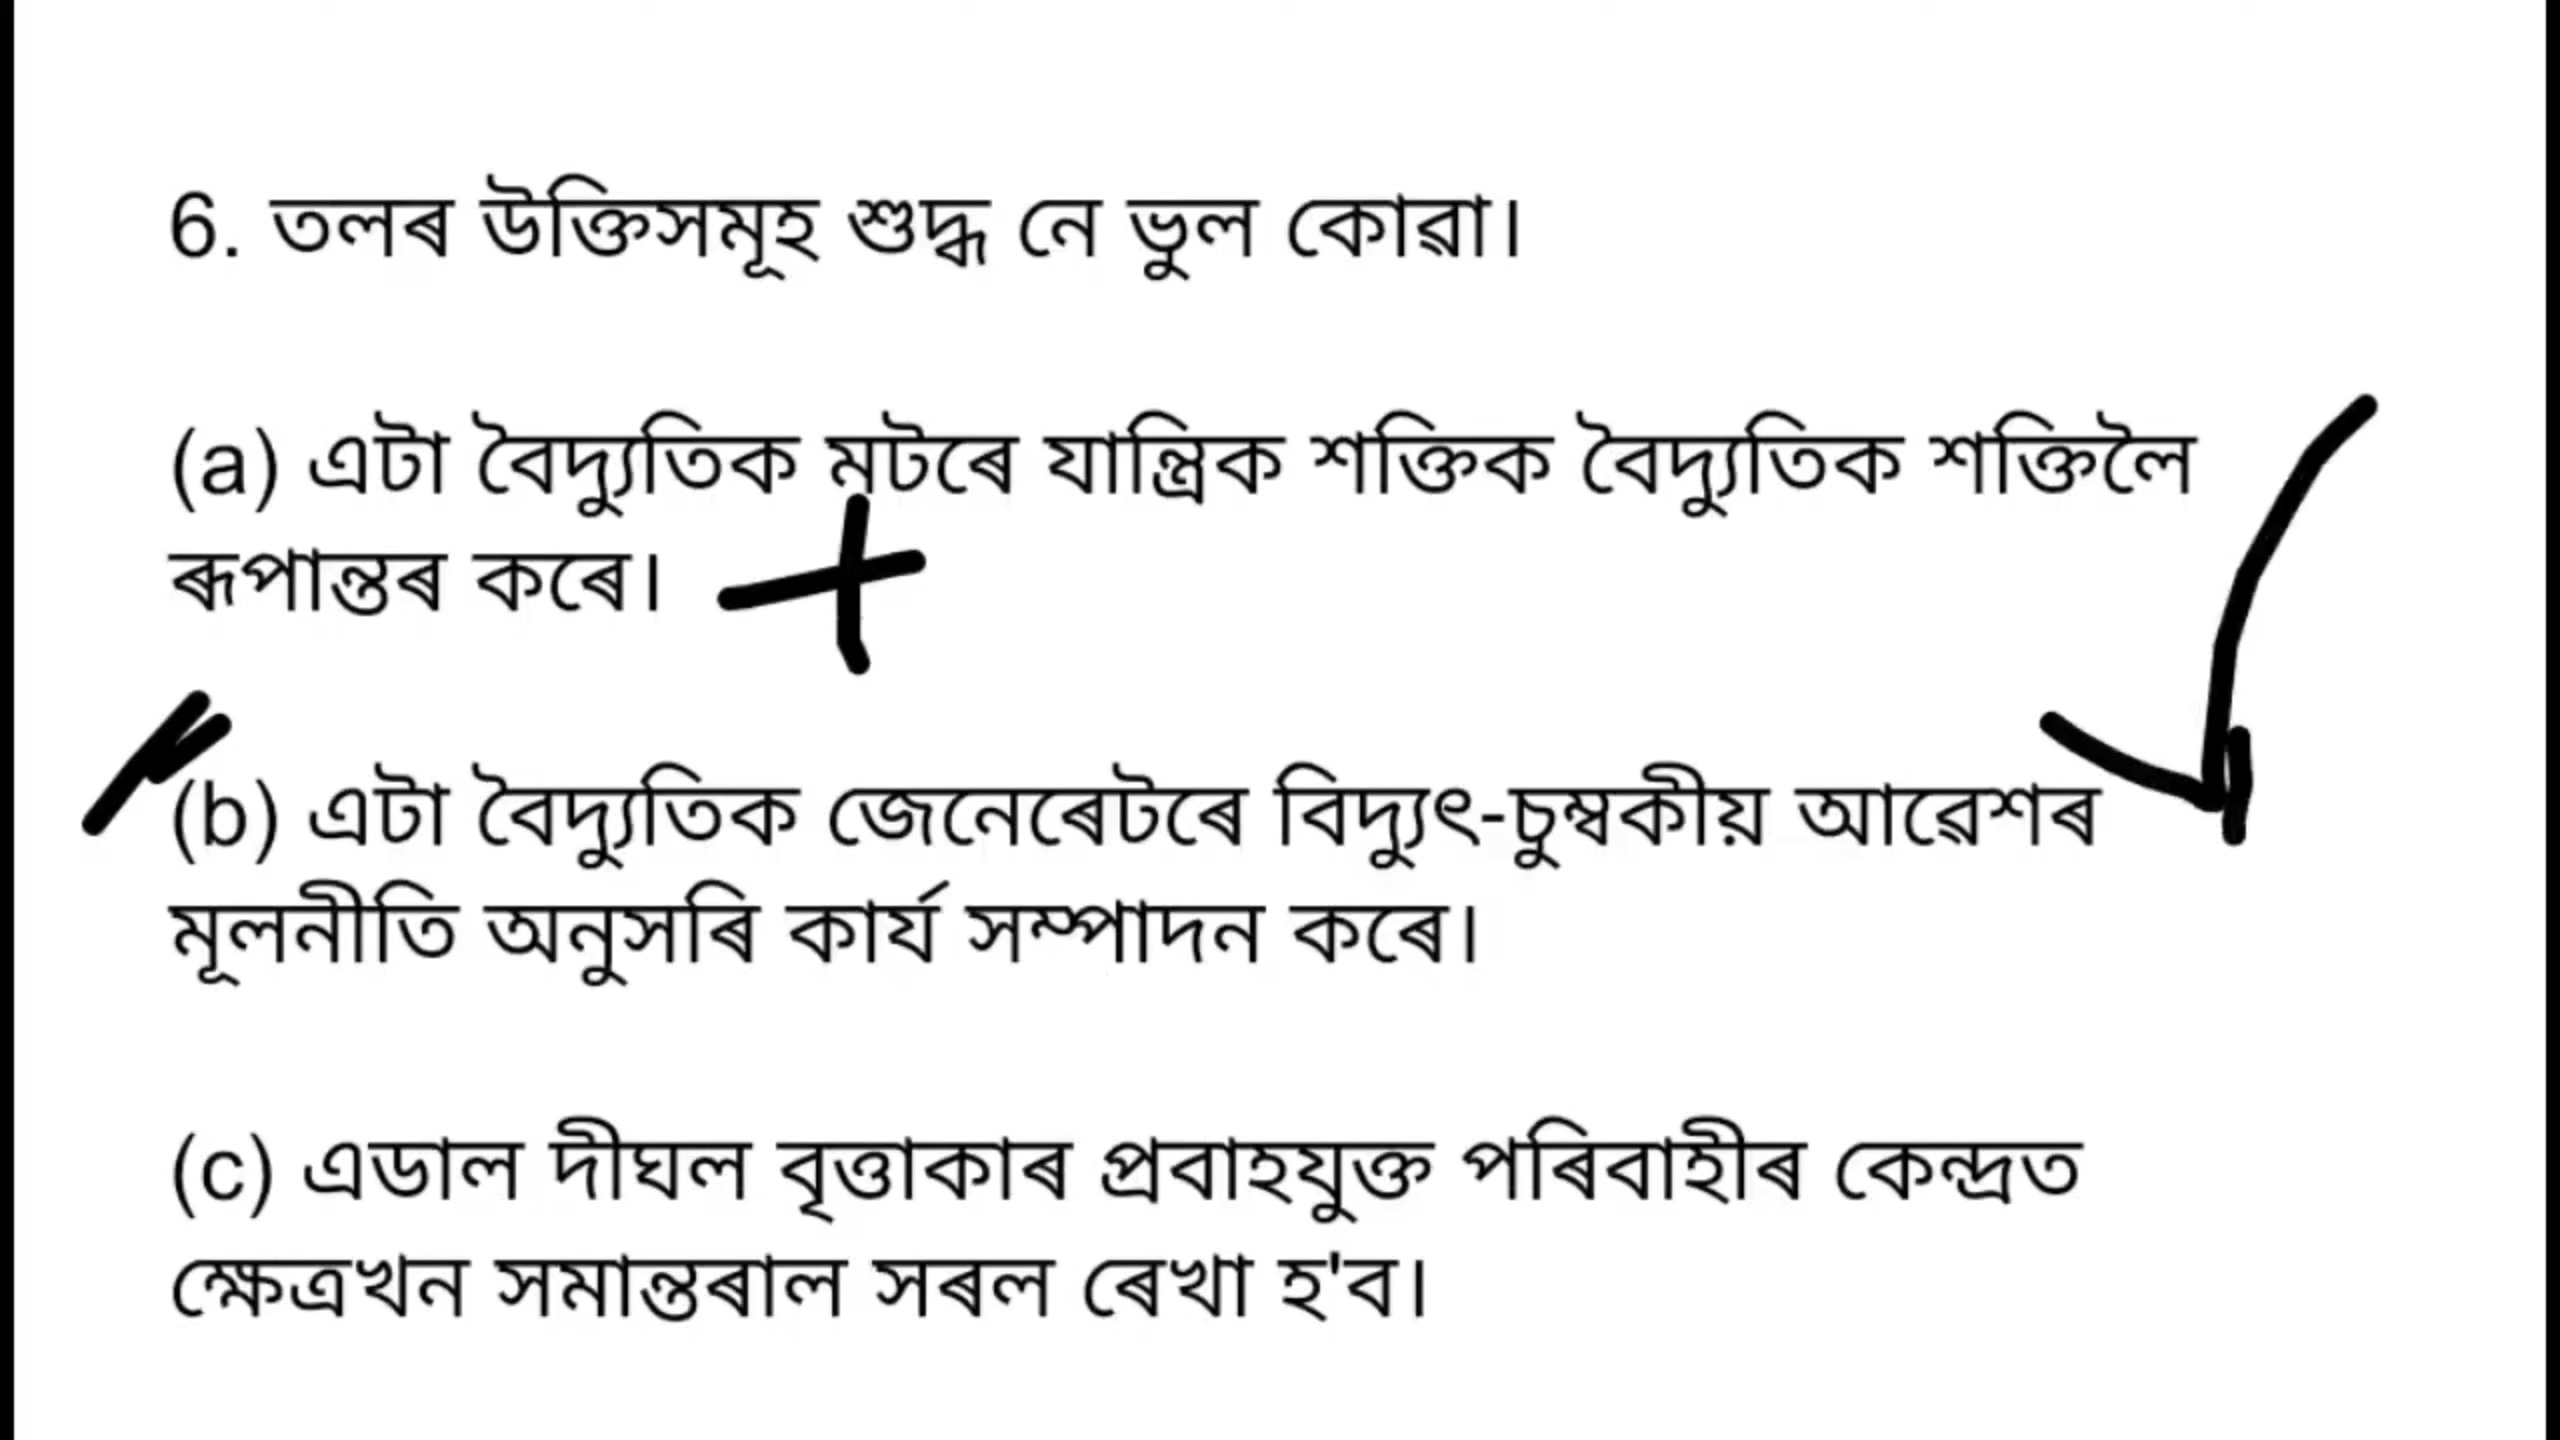 6. তলৰ উক্তিসমূহ শুদ্ধ নে ভুল কোৱা।
(a) এটা বৈদ্যুতিক মটৰে যান্ত্ৰিক শক্তিক বৈদ্যুতিক শক্তিলৈ
ৰূপান্তৰ কৰে।
(b) এটা বৈদ্যুতিক জেনেৰেটৰে বিদ্যুৎ-চুম্বকীয় আৱেশৰ
মূলনীতি অনুসৰি কাৰ্য সম্পাদন কৰে।
(c) এডাল দীঘল বৃত্তাকাৰ প্ৰবাহযুক্ত পৰিবাহীৰ কেন্দ্ৰত
ক্ষেত্ৰখন সমান্তৰাল সৰল ৰেখা হ'ব।